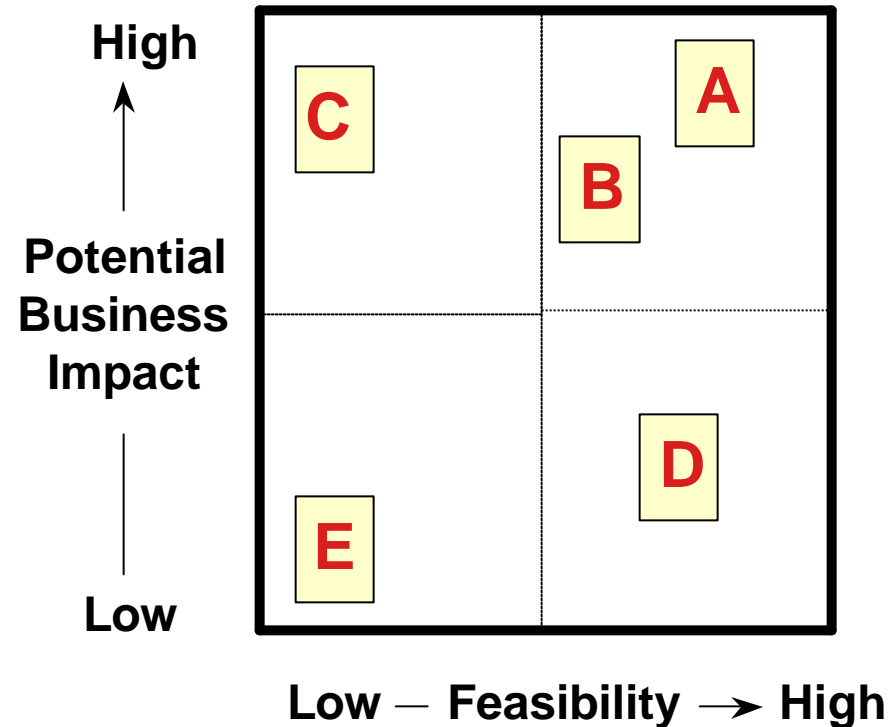 High
A
C
B
Potential
Business
Impact
D
E
Low
Low – Feasibility → High